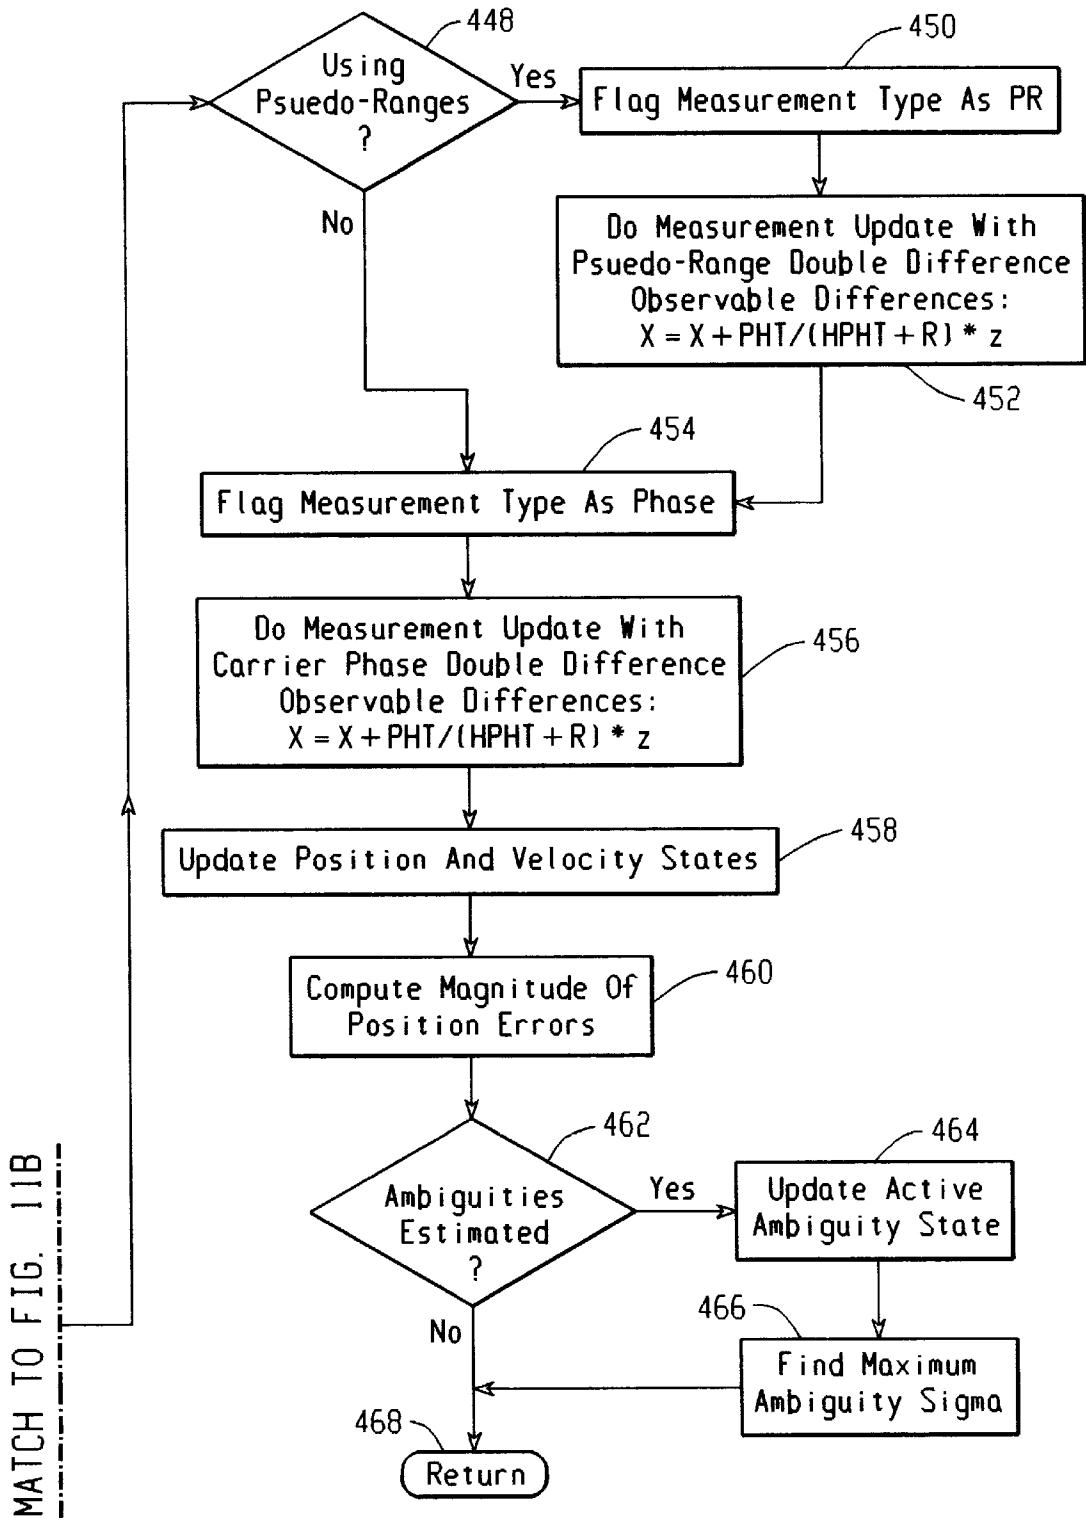 448
Using
Psuedo-Ranges
?
Yes
No
450
Flag Measurement Type As PR
Do Measurement Update With
Psuedo-Range Double Difference
Observable Differences:
X = X + PHT/(HPHT + R) * z
452
454
Flag Measurement Type As Phase
Do Measurement Update With
Carrier Phase Double Difference
Observable Differences:
X = X + PHT/(HPHT + R) * z
456
458
Update Position And Velocity States
460
Compute Magnitude Of
Position Errors
462
Ambiguities
Estimated
?
Yes
No
464
Update Active
Ambiguity State
466
Find Maximum
Ambiguity Sigma
468
Return
MATCH TO FIG. 11B